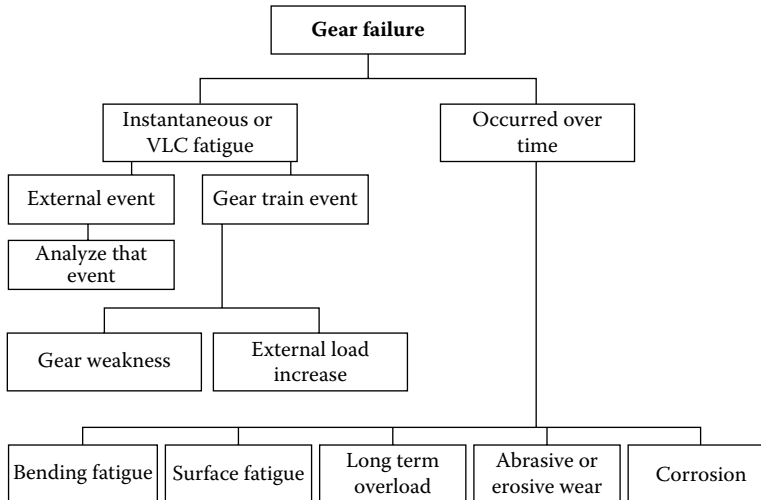 Gear failure
Instantaneous or
VLC fatigue
Occurred over
time
External event
Gear train event
Analyze that
event
Gear weakness
External load
increase
Bending fatigue
Surface fatigue
Long term
overload
Abrasive or
erosive wear
Corrosion